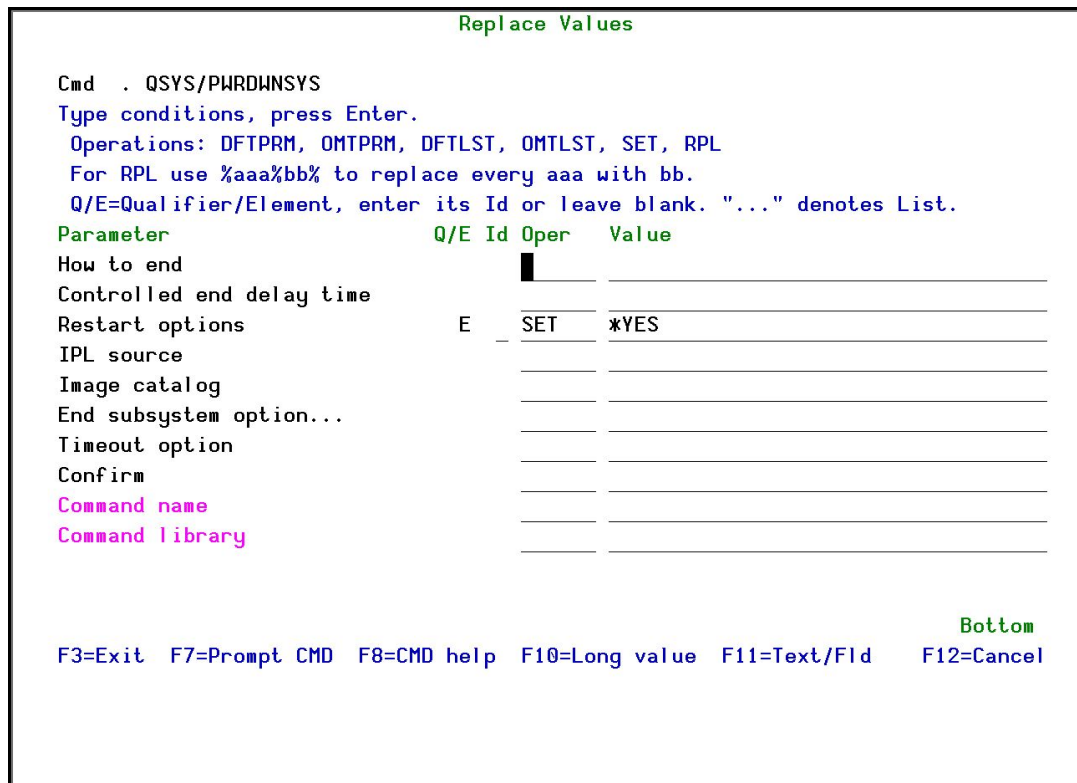 Replace Values
Cmd . QSYS/PWRDWNSYS
Type conditions, press Enter.
Operations: DFTPRM, OMTPRM, DFTLST, OMTLST, SET, RPL
For RPL use %aaa%bb% to replace every aaa with bb.
Q/E=Qualifier/Element, enter its Id or leave blank. "..." denotes List.
Parameter Q/E Id Oper Value
How to end
Controlled end delay time
Restart options E SET *YES
IPL source
Image catalog
End subsystem option...
Timeout option
Confirm
Command name
Command library
Bottom
F3=Exit F7=Prompt CMD F8=CMD help F10=Long value F11=Text/Fld F12=Cancel